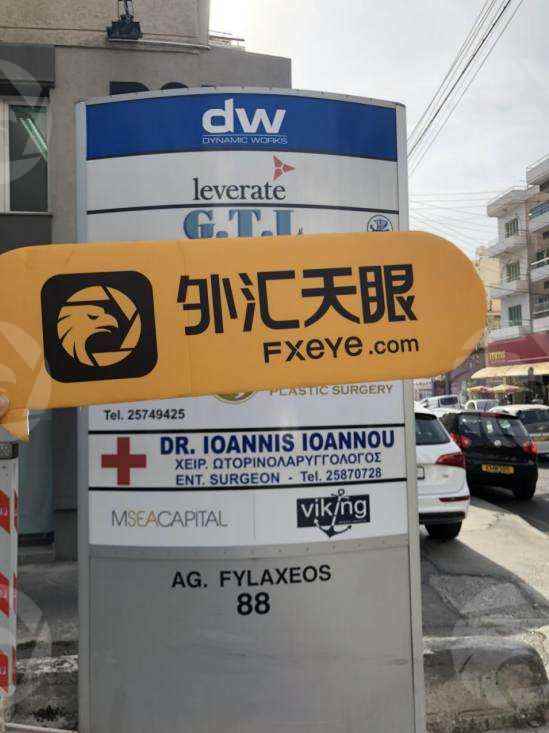 dw
DYNAMIC WORKS
leverate
G.T.L
外汇天眼
FXEYE.com
PLASTIC SURGERY
Tel. 25749425
DR. IOANNIS IOANNOU
ΧΕΙΡ. ΩΤΟΡΙΝΟΛΑΡΥΓΓΟΛΟΓΟΣ
ENT. SURGEON - Tel. 25870728
MSEACAPITAL
viking
AG. FYLAXEOS
88